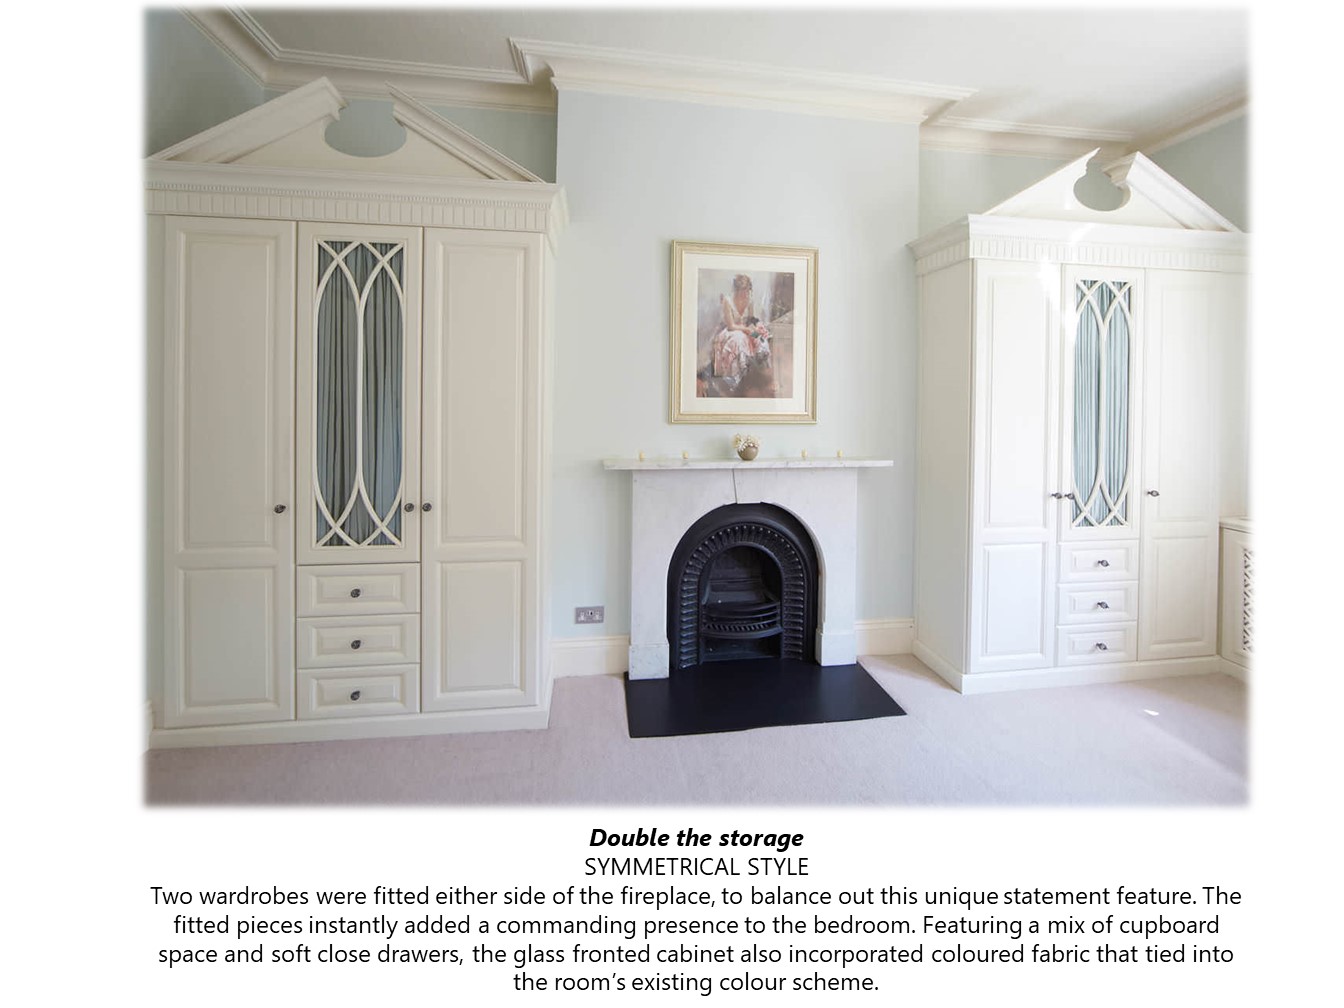 Double the storage
SYMMETRICAL STYLE
Two wardrobes were fitted either side of the fireplace, to balance out this unique statement feature. The
fitted pieces instantly added a commanding presence to the bedroom. Featuring a mix of cupboard
space and soft close drawers, the glass fronted cabinet also incorporated coloured fabric that tied into
the room’s existing colour scheme.